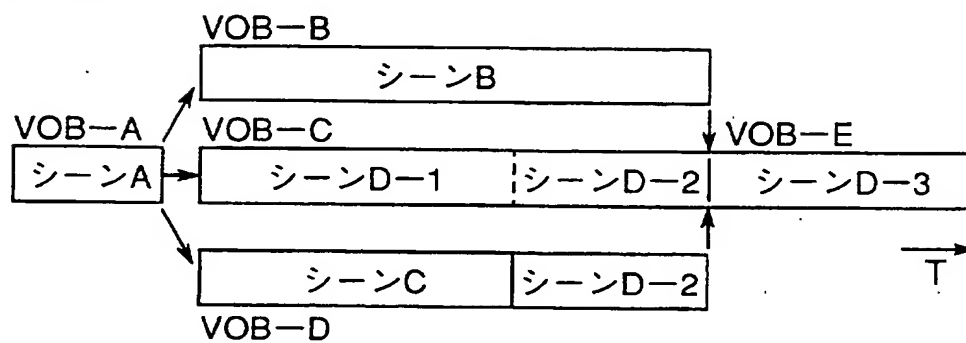 VOB－B
シーンB
VOB－A
VOB－C
VOB－E
シーンA
シーンD－1
シーンD－2
シーンD－3
シーンC
シーンD－2
T
VOB－D